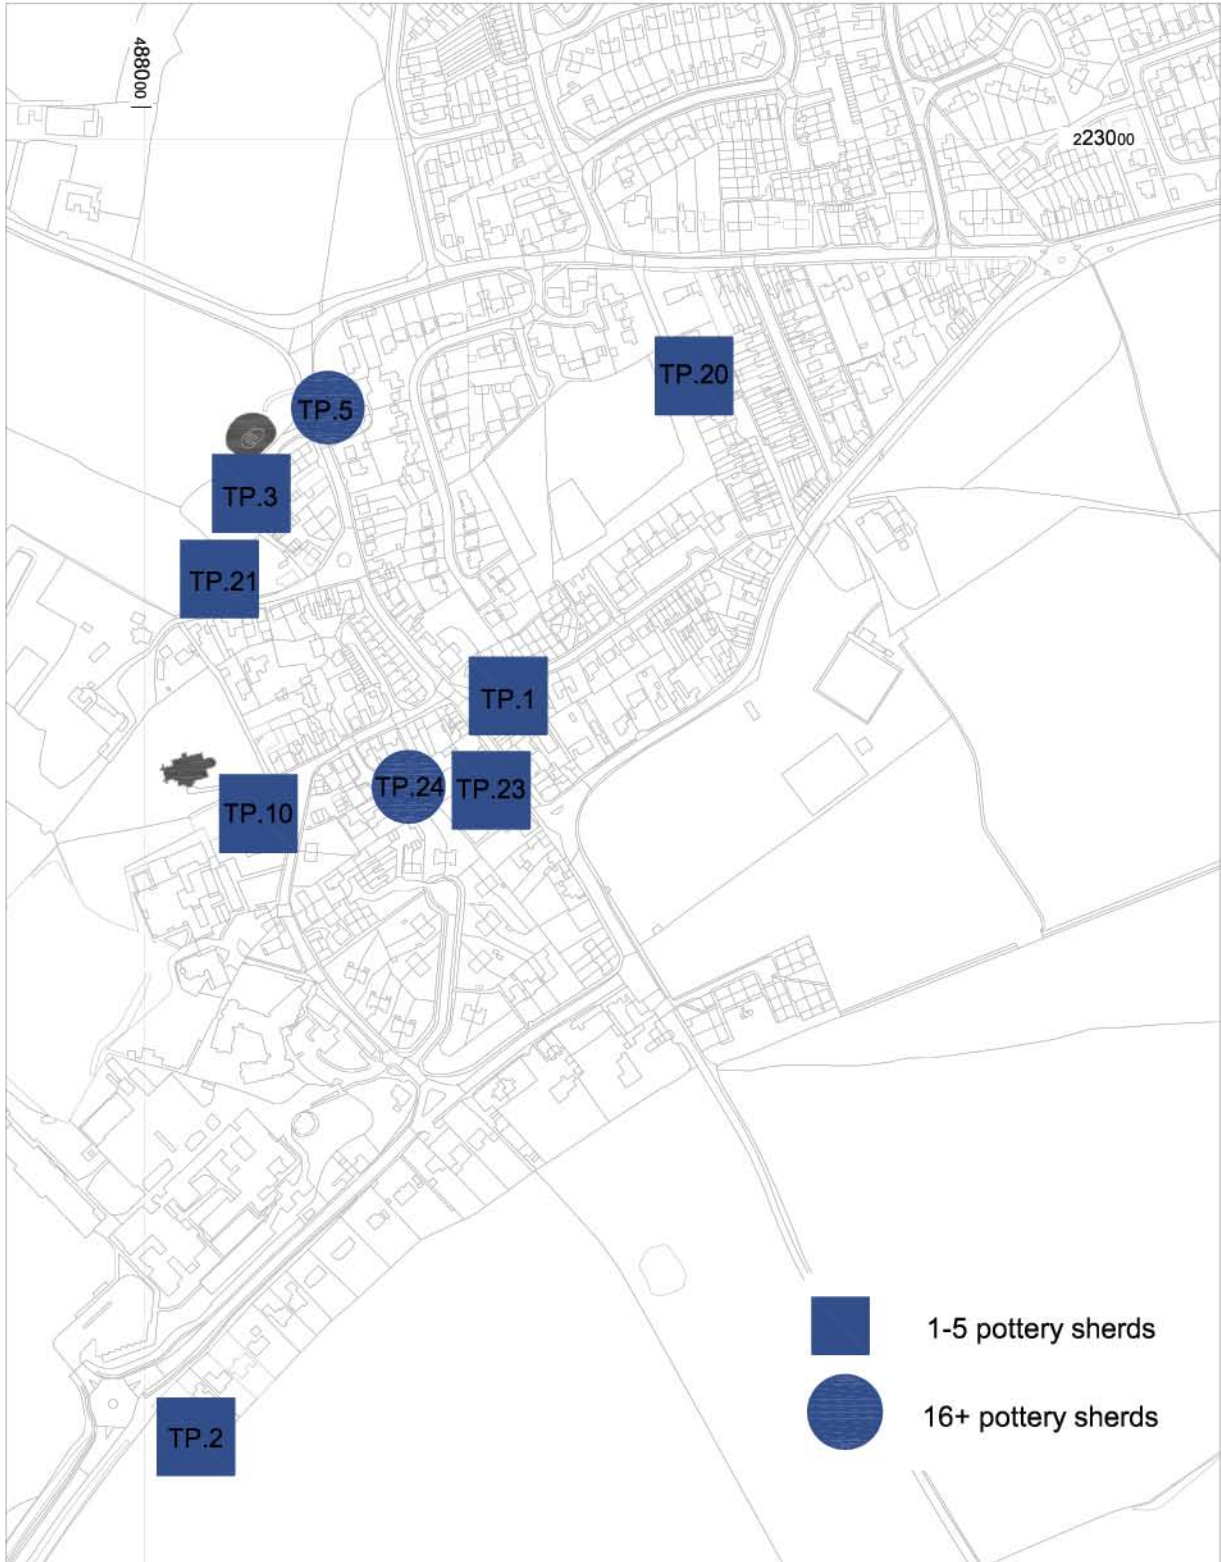 488000
223000
TP.20
TP.5
TP.3
TP.21
TP.1
TP.24
TP.23
TP.10
1-5 pottery sherds
16+ pottery sherds
TP.2